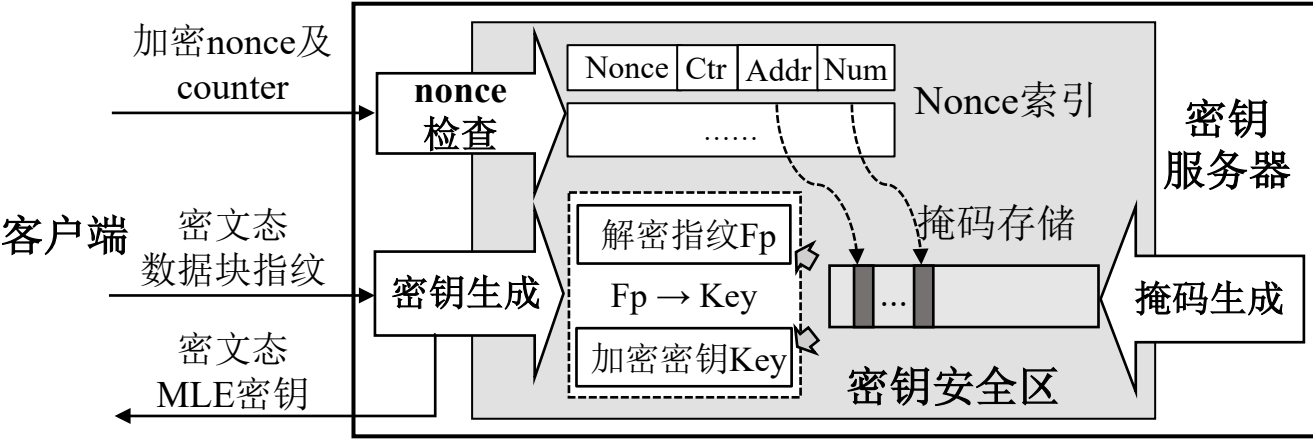 加密nonce及
counter
nonce
检查
Nonce Ctr Addr Num
......
Nonce索引
密钥
服务器
客户端
密文态
数据块指纹
密钥生成
解密指纹Fp
Fp → Key
加密密钥Key
掩码存储
...
掩码生成
密文态
MLE密钥
密钥安全区